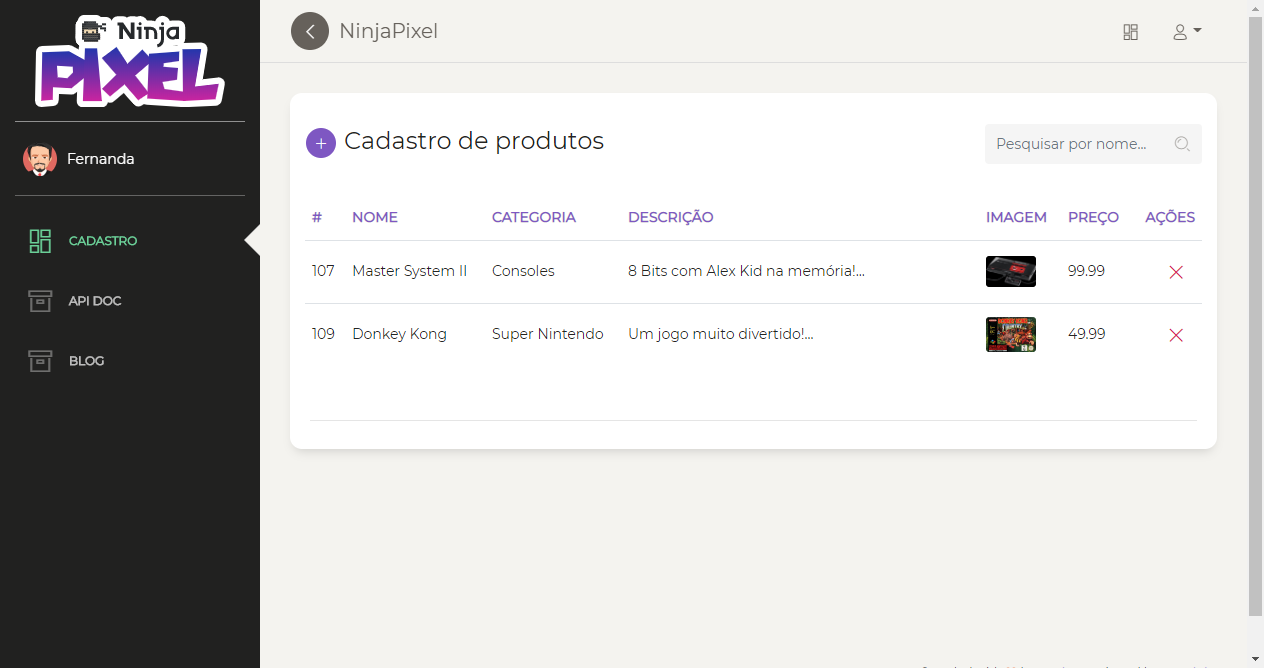 Ninja
PIXEL
NinjaPixel
Fernanda
CADASTRO
API DOC
BLOG
+ Cadastro de produtos
Pesquisar por nome...
# NOME CATEGORIA DESCRIÇÃO IMAGEM PREÇO AÇÕES
107 Master System II Consoles 8 Bits com Alex Kid na memória!... 99.99
109 Donkey Kong Super Nintendo Um jogo muito divertido!... 49.99